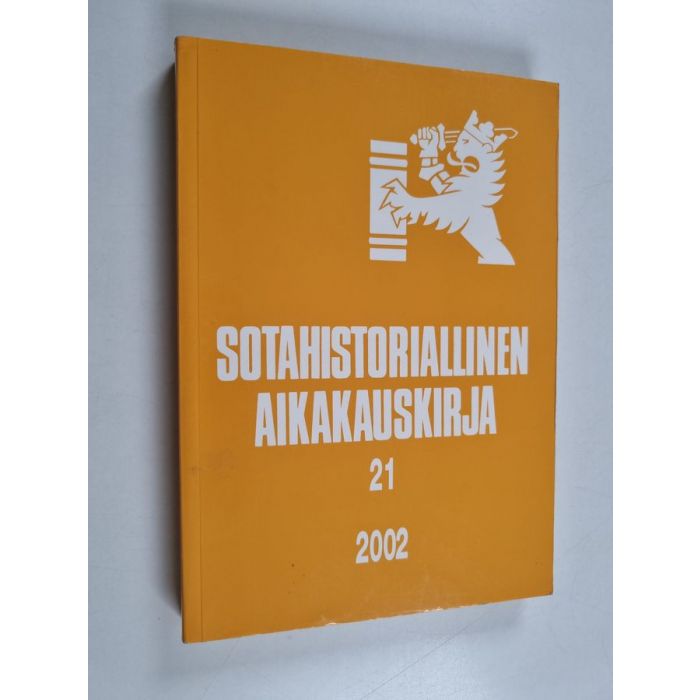 SOTAHISTORIALLINEN
AIKAKAUSKIRJA
21
2002